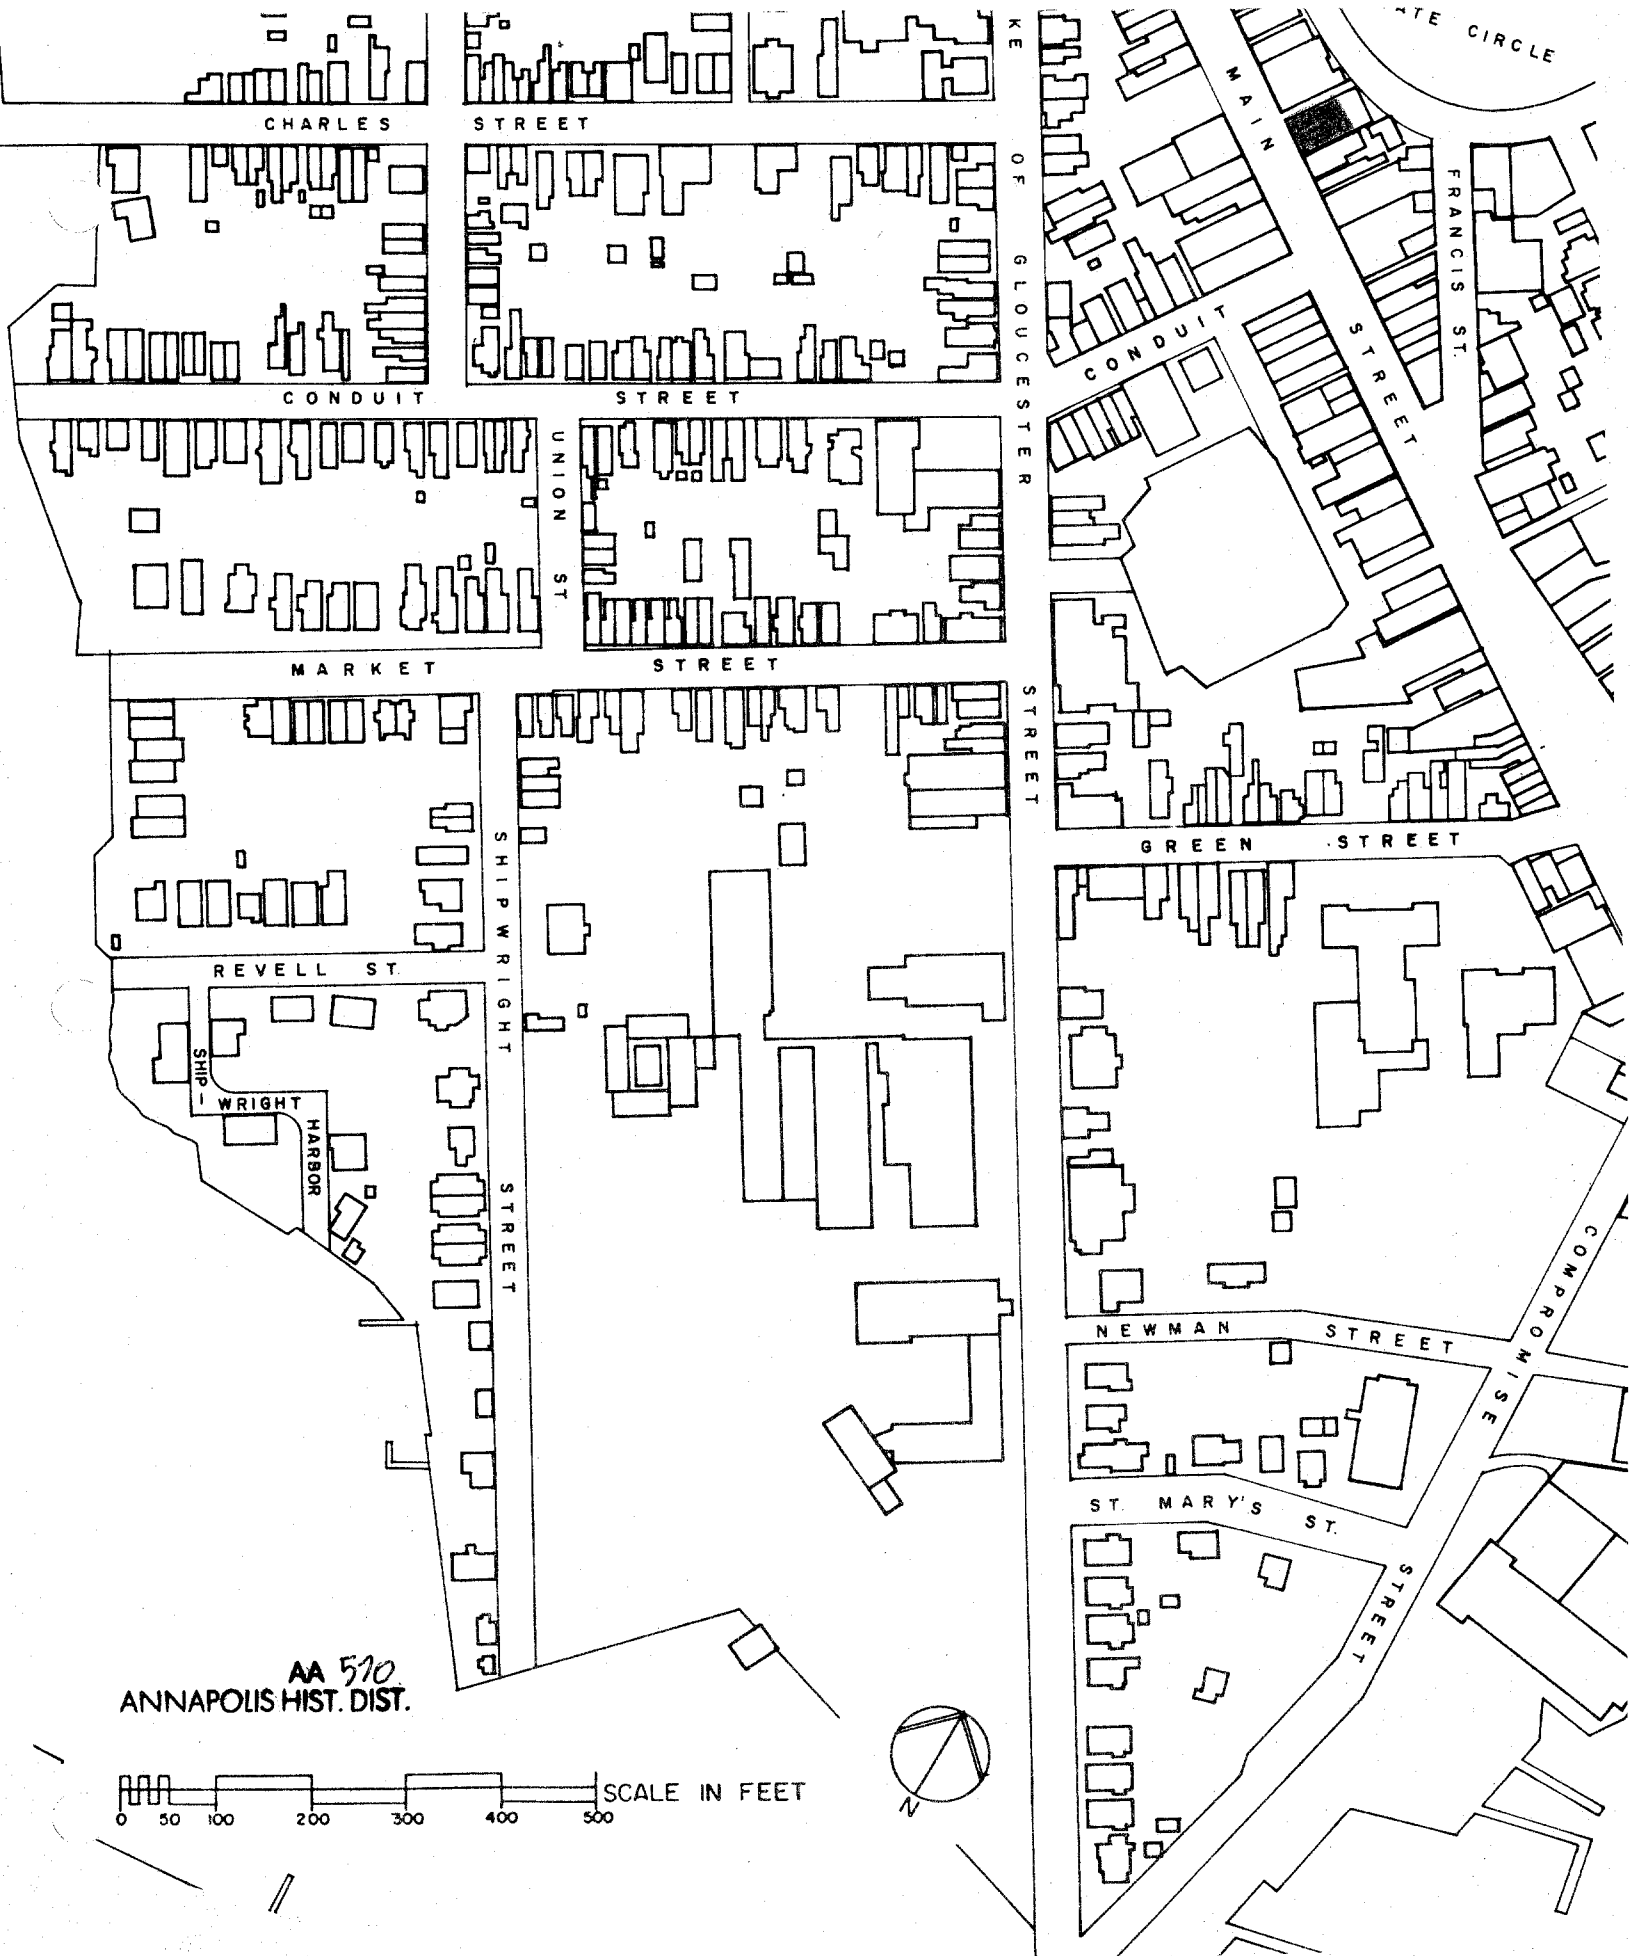 ATE CIRCLE
KE OF GLOUCESTER STREET
MAIN STREET
CHARLES STREET
FRANCIS ST.
CONDUIT
CONDUIT STREET
UNION ST
MARKET STREET
GREEN STREET
SHIPWRIGHT STREET
REVELL ST.
SHIP-
WRIGHT
HARBOR
COMPROMISE STREET
NEWMAN STREET
ST. MARY'S ST.
AA 510
ANNAPOLIS HIST. DIST.
SCALE IN FEET
0 50 100 200 300 400 500
N